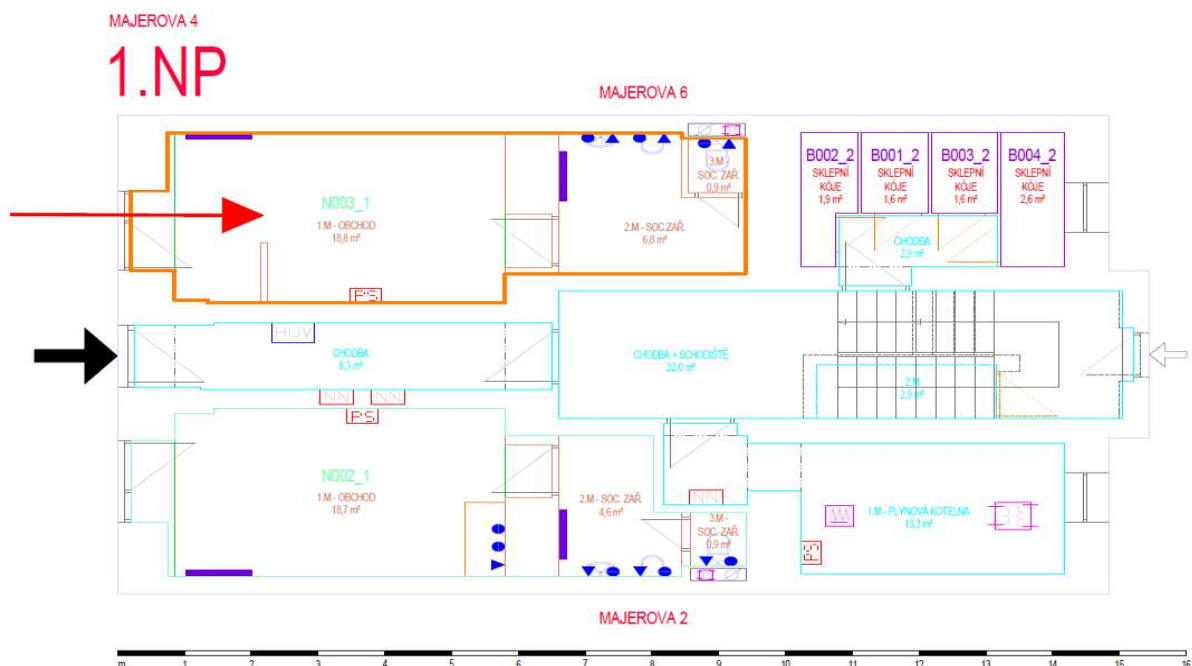 MAJEROVA 4
1.NP
MAJEROVA 6
N003_1
1.M - OBCHOD
18,8 m²
3.M -
SOC. ZAŘ.
0,9 m²
2.M - SOC.ZAŘ.
6,8 m²
B002_2
SKLEPNÍ
KÓJE
1,9 m²
B001_2
SKLEPNÍ
KÓJE
1,6 m²
B003_2
SKLEPNÍ
KÓJE
1,6 m²
B004_2
SKLEPNÍ
KÓJE
2,6 m²
CHODBA
2,9 m²
PS
HUV
CHODBA
8,3 m²
CHODBA + SCHODIŠTĚ
22,0 m²
2.M
2,9 m²
NN
NN
PS
N002_1
1.M - OBCHOD
18,7 m²
2.M - SOC. ZAŘ.
4,6 m²
NN
3.M -
SOC. ZAŘ.
0,9 m²
1.M - PLYNOVÁ KOTELNA
13,3 m²
PS
MAJEROVA 2
m 1 2 3 4 5 6 7 8 9 10 11 12 13 14 15 16